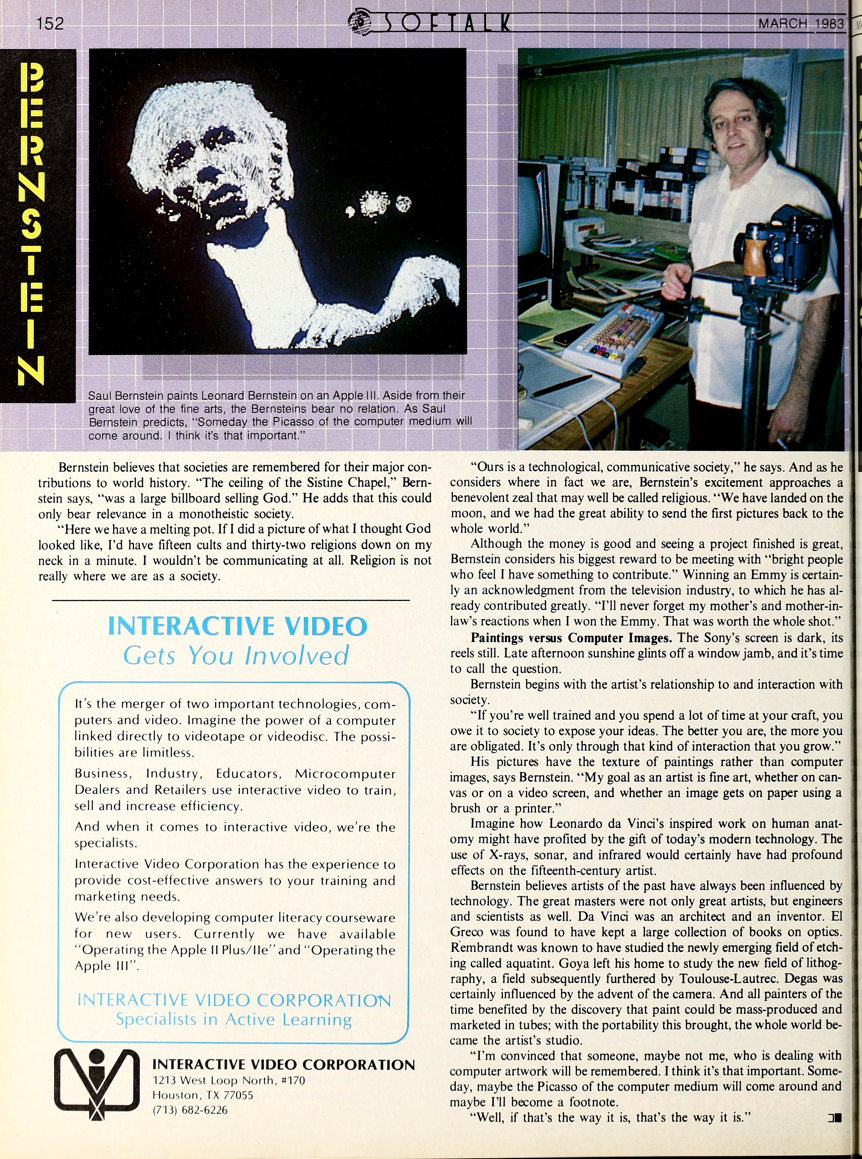 152
SOFTALK
MARCH 1983
BERNSTEIN
Saul Bernstein paints Leonard Bernstein on an Apple III. Aside from their
great love of the fine arts, the Bernsteins bear no relation. As Saul
Bernstein predicts, "Someday the Picasso of the computer medium will
come around. I think it's that important."
Bernstein believes that societies are remembered for their major con-
tributions to world history. "The ceiling of the Sistine Chapel," Bern-
stein says, "was a large billboard selling God." He adds that this could
only bear relevance in a monotheistic society.
"Here we have a melting pot. If I did a picture of what I thought God
looked like, I'd have fifteen cults and thirty-two religions down on my
neck in a minute. I wouldn't be communicating at all. Religion is not
really where we are as a society.
INTERACTIVE VIDEO
Gets You Involved
It's the merger of two important technologies, com-
puters and video. Imagine the power of a computer
linked directly to videotape or videodisc. The possi-
bilities are limitless.
Business, Industry, Educators, Microcomputer
Dealers and Retailers use interactive video to train,
sell and increase efficiency.
And when it comes to interactive video, we're the
specialists.
Interactive Video Corporation has the experience to
provide cost-effective answers to your training and
marketing needs.
We're also developing computer literacy courseware
for new users. Currently we have available
"Operating the Apple II Plus/IIe" and "Operating the
Apple III".
INTERACTIVE VIDEO CORPORATION
Specialists in Active Learning
INTERACTIVE VIDEO CORPORATION
1213 West Loop North, #170
Houston, TX 77055
(713) 682-6226
"Ours is a technological, communicative society," he says. And as he
considers where in fact we are, Bernstein's excitement approaches a
benevolent zeal that may well be called religious. "We have landed on the
moon, and we had the great ability to send the first pictures back to the
whole world."
Although the money is good and seeing a project finished is great,
Bernstein considers his biggest reward to be meeting with "bright people
who feel I have something to contribute." Winning an Emmy is certain-
ly an acknowledgment from the television industry, to which he has al-
ready contributed greatly. "I'll never forget my mother's and mother-in-
law's reactions when I won the Emmy. That was worth the whole shot."
Paintings versus Computer Images. The Sony's screen is dark, its
reels still. Late afternoon sunshine glints off a window jamb, and it's time
to call the question.
Bernstein begins with the artist's relationship to and interaction with
society.
"If you're well trained and you spend a lot of time at your craft, you
owe it to society to expose your ideas. The better you are, the more you
are obligated. It's only through that kind of interaction that you grow."
His pictures have the texture of paintings rather than computer
images, says Bernstein. "My goal as an artist is fine art, whether on can-
vas or on a video screen, and whether an image gets on paper using a
brush or a printer."
Imagine how Leonardo da Vinci's inspired work on human anat-
omy might have profited by the gift of today's modern technology. The
use of X-rays, sonar, and infrared would certainly have had profound
effects on the fifteenth-century artist.
Bernstein believes artists of the past have always been influenced by
technology. The great masters were not only great artists, but engineers
and scientists as well. Da Vinci was an architect and an inventor. El
Greco was found to have kept a large collection of books on optics.
Rembrandt was known to have studied the newly emerging field of etch-
ing called aquatint. Goya left his home to study the new field of lithog-
raphy, a field subsequently furthered by Toulouse-Lautrec. Degas was
certainly influenced by the advent of the camera. And all painters of the
time benefited by the discovery that paint could be mass-produced and
marketed in tubes; with the portability this brought, the whole world be-
came the artist's studio.
"I'm convinced that someone, maybe not me, who is dealing with
computer artwork will be remembered. I think it's that important. Some-
day, maybe the Picasso of the computer medium will come around and
maybe I'll become a footnote.
"Well, if that's the way it is, that's the way it is."